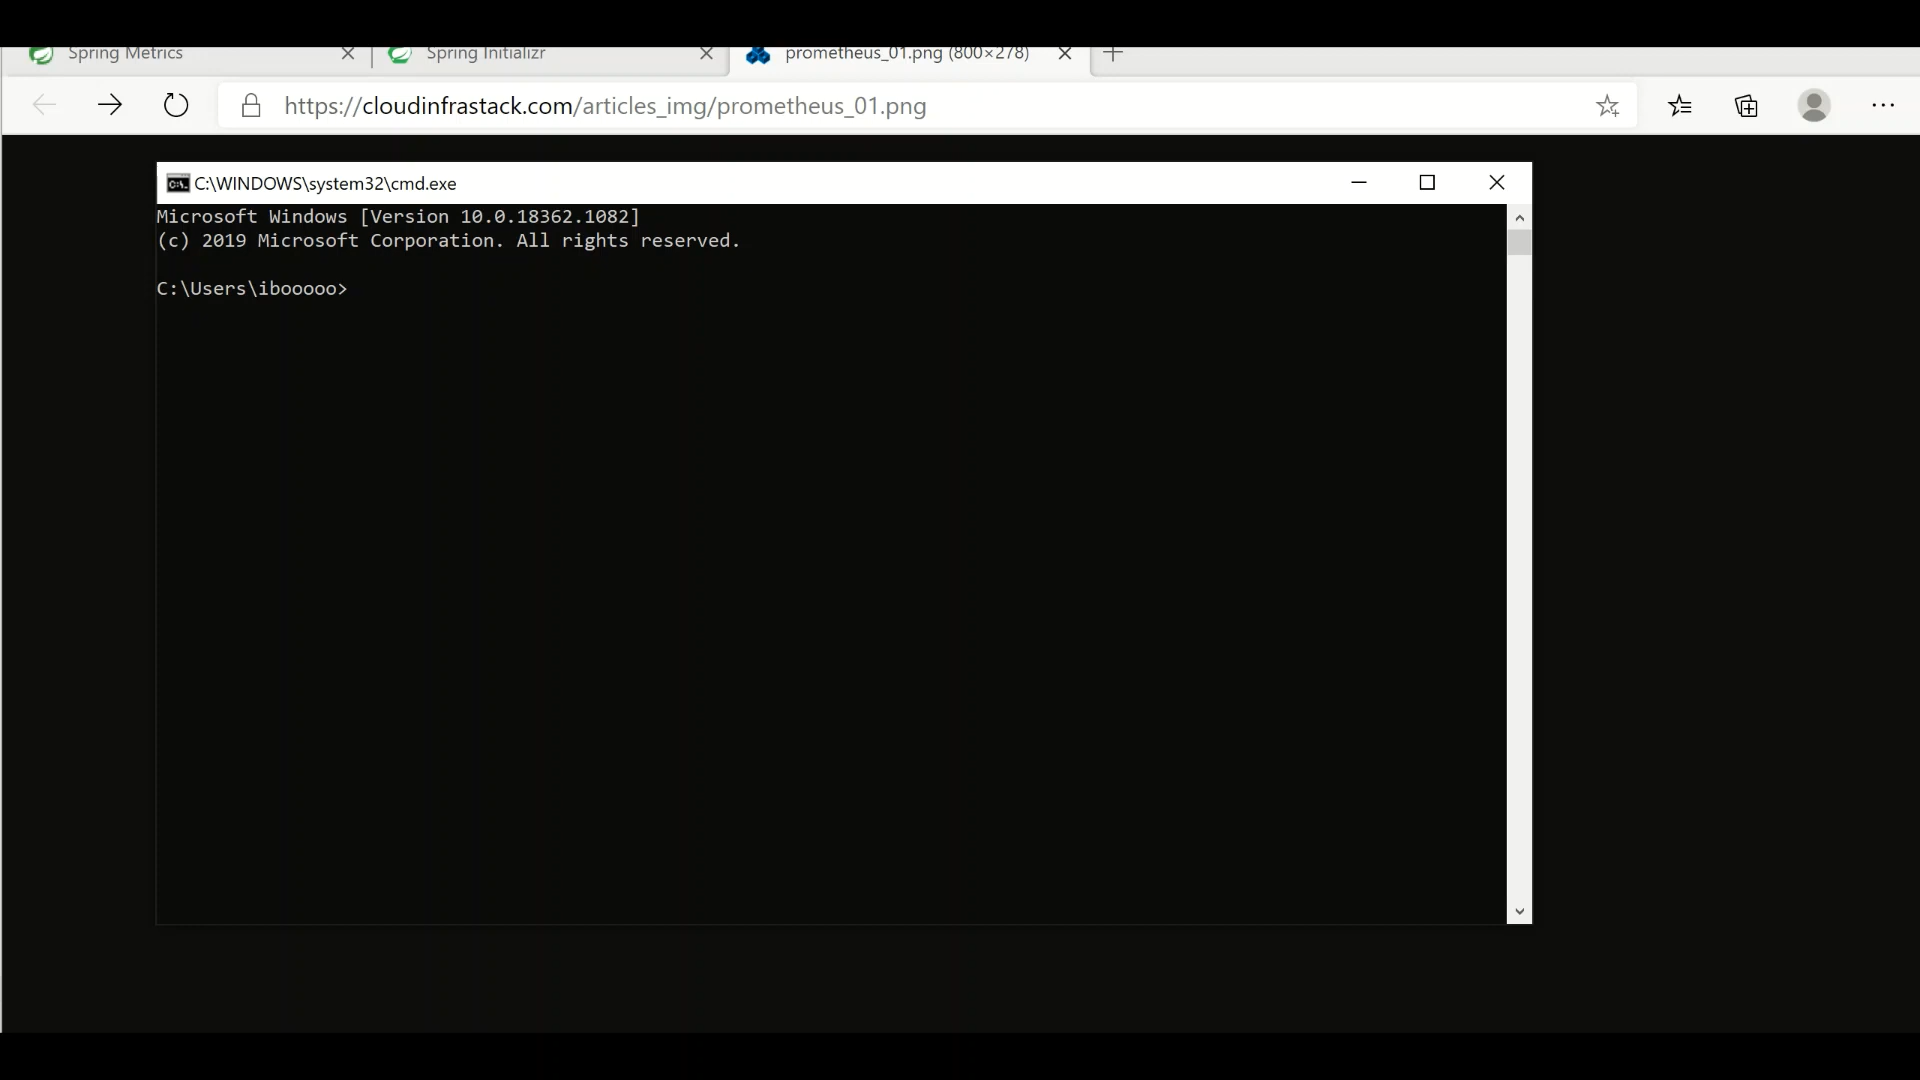 Spring Metrics
Spring Initializr
prometheus_01.png (800×278)
https://cloudinfrastack.com/articles_img/prometheus_01.png
C:\WINDOWS\system32\cmd.exe
Microsoft Windows [Version 10.0.18362.1082]
(c) 2019 Microsoft Corporation. All rights reserved.
C:\Users\ibooooo>